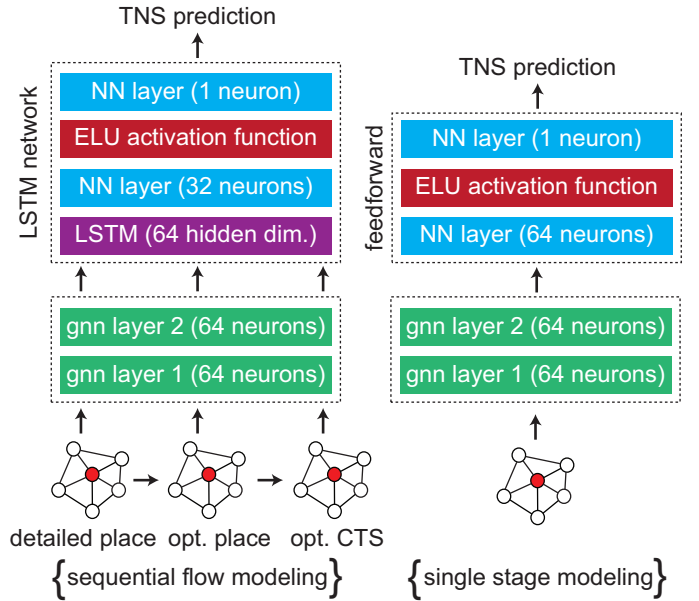 TNS prediction
LSTM network
NN layer (1 neuron)
ELU activation function
NN layer (32 neurons)
LSTM (64 hidden dim.)
gnn layer 2 (64 neurons)
gnn layer 1 (64 neurons)
detailed place opt. place opt. CTS
{sequential flow modeling}
TNS prediction
feedforward
NN layer (1 neuron)
ELU activation function
NN layer (64 neurons)
gnn layer 2 (64 neurons)
gnn layer 1 (64 neurons)
{single stage modeling}